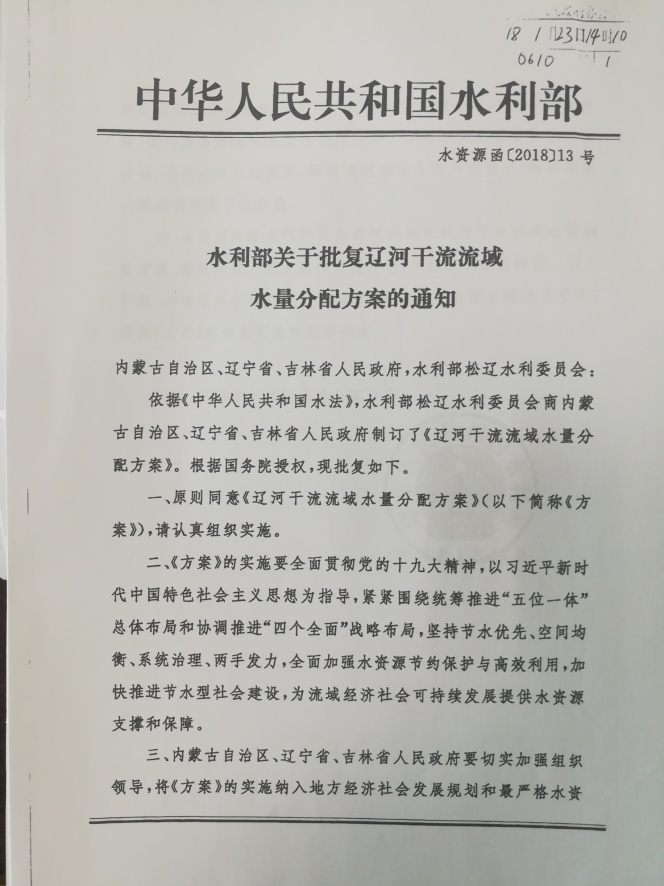 18 1月23日14时10
0610 1
中华人民共和国水利部
水资源函〔2018〕13 号
水利部关于批复辽河干流流域
水量分配方案的通知
内蒙古自治区、辽宁省、吉林省人民政府,水利部松辽水利委员会:
依据《中华人民共和国水法》,水利部松辽水利委员会商内蒙
古自治区、辽宁省、吉林省人民政府制订了《辽河干流流域水量分
配方案》。根据国务院授权,现批复如下。
一、原则同意《辽河干流流域水量分配方案》(以下简称《方
案》),请认真组织实施。
二、《方案》的实施要全面贯彻党的十九大精神,以习近平新时
代中国特色社会主义思想为指导,紧紧围绕统筹推进“五位一体”
总体布局和协调推进“四个全面”战略布局,坚持节水优先、空间均
衡、系统治理、两手发力,全面加强水资源节约保护与高效利用,加
快推进节水型社会建设,为流域经济社会可持续发展提供水资源
支撑和保障。
三、内蒙古自治区、辽宁省、吉林省人民政府要切实加强组织
领导,将《方案》的实施纳入地方经济社会发展规划和最严格水资